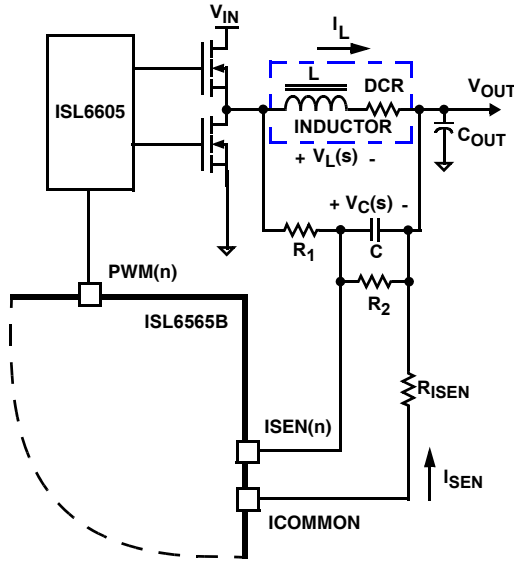 V_IN
I_L
L
DCR
V_OUT
ISL6605
INDUCTOR
C_OUT
+ V_L(s) -
+ V_C(s) -
R_1
C
PWM(n)
R_2
ISL6565B
R_ISEN
ISEN(n)
I_SEN
ICOMMON